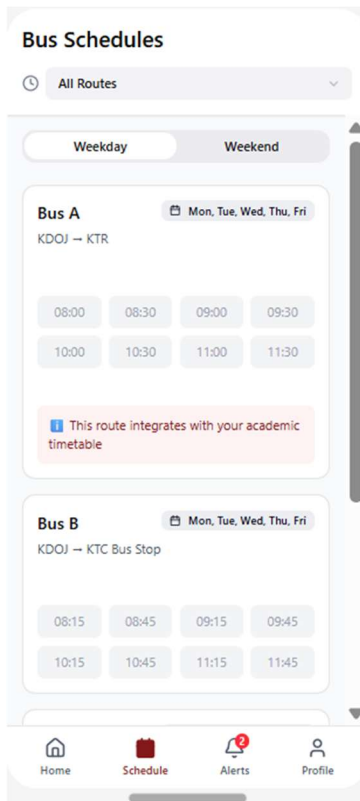 Bus Schedules
All Routes
Weekday Weekend
Bus A Mon, Tue, Wed, Thu, Fri
KDOJ → KTR
08:00 08:30 09:00 09:30
10:00 10:30 11:00 11:30
ℹ️ This route integrates with your academic
timetable
Bus B Mon, Tue, Wed, Thu, Fri
KDOJ → KTC Bus Stop
08:15 08:45 09:15 09:45
10:15 10:45 11:15 11:45
2
Home Schedule Alerts Profile